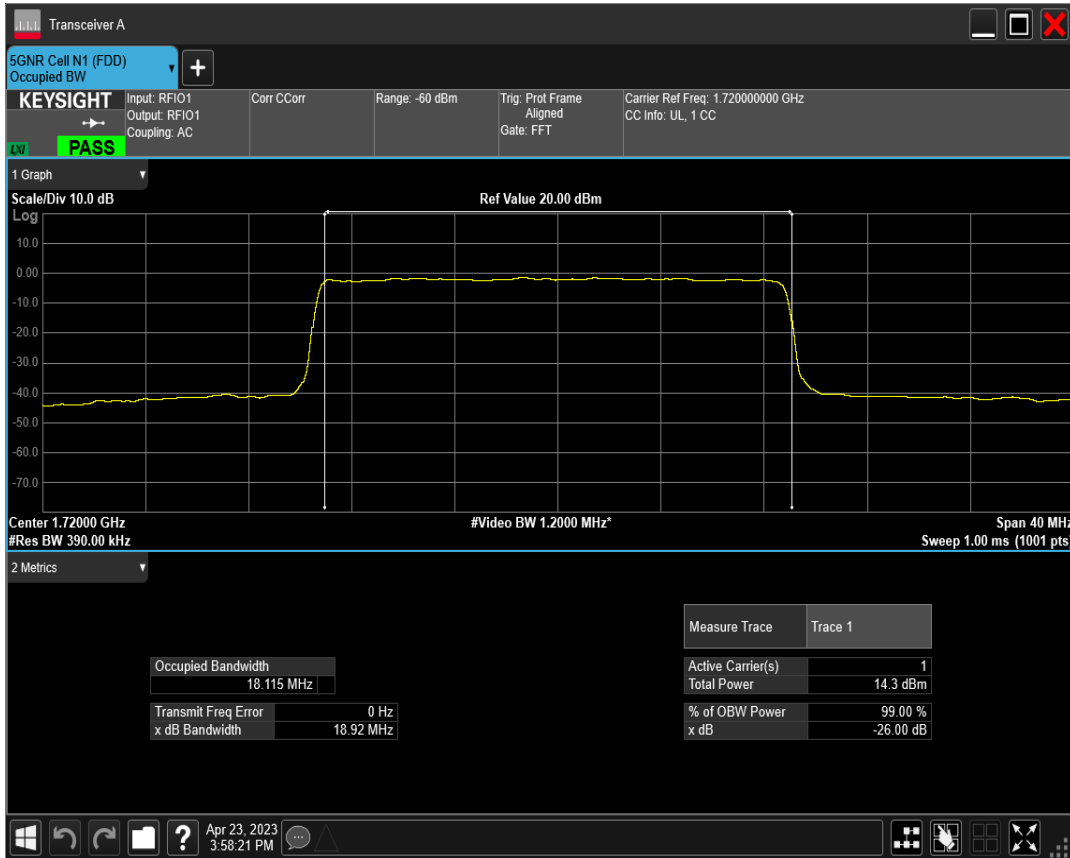 Transceiver A
5GNR Cell N1 (FDD)
Occupied BW
+
KEYSIGHT
LXI
PASS
Input: RFIO1
Output: RFIO1
Coupling: AC
Corr CCorr
Range: -60 dBm
Trig: Prot Frame
Aligned
Gate: FFT
Carrier Ref Freq: 1.720000000 GHz
CC Info: UL, 1 CC
1 Graph
Scale/Div 10.0 dB
Ref Value 20.00 dBm
Log
10.0
0.00
-10.0
-20.0
-30.0
-40.0
-50.0
-60.0
-70.0
Center 1.72000 GHz
#Video BW 1.2000 MHz*
Span 40 MHz
#Res BW 390.00 kHz
Sweep 1.00 ms (1001 pts)
2 Metrics
Measure Trace Trace 1
Occupied Bandwidth
18.115 MHz
Transmit Freq Error 0 Hz
x dB Bandwidth 18.92 MHz
Active Carrier(s) 1
Total Power 14.3 dBm
% of OBW Power 99.00 %
x dB -26.00 dB
?
Apr 23, 2023
3:58:21 PM